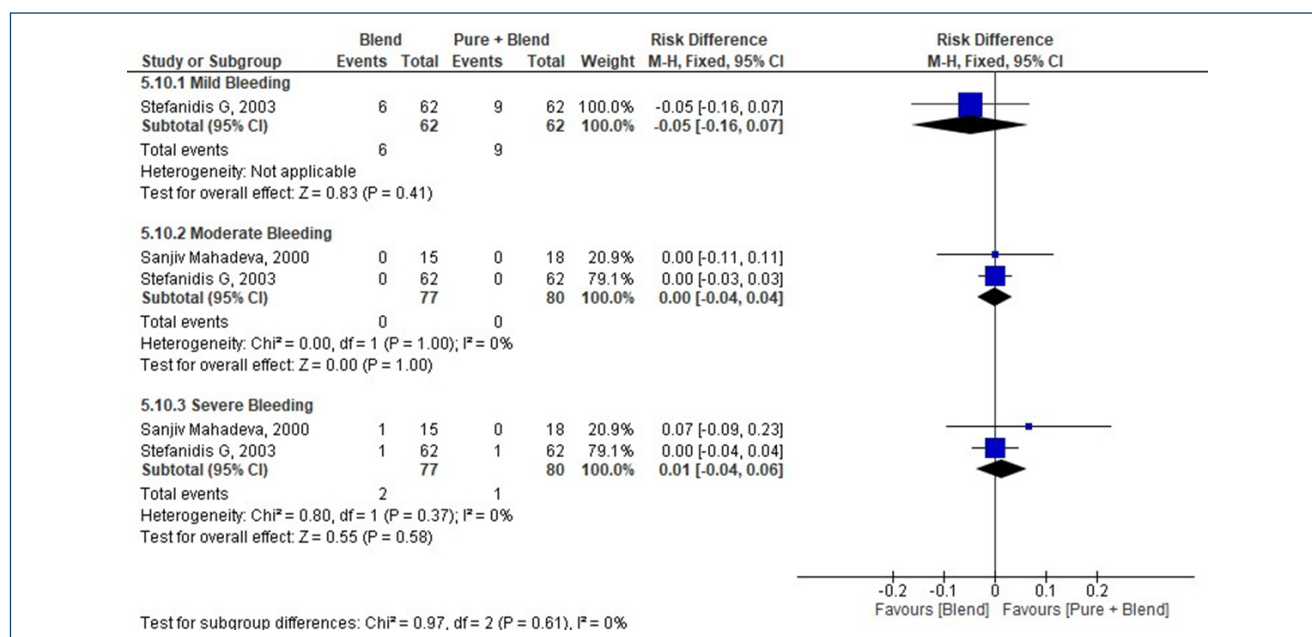 Blend Pure + Blend Risk Difference Risk Difference
Study or Subgroup Events Total Events Total Weight M-H, Fixed, 95% CI M-H, Fixed, 95% CI
5.10.1 Mild Bleeding
Stefanidis G, 2003 6 62 9 62 100.0% -0.05 [-0.16, 0.07]
Subtotal (95% CI) 62 62 100.0% -0.05 [-0.16, 0.07]
Total events 6 9
Heterogeneity: Not applicable
Test for overall effect: Z = 0.83 (P = 0.41)
5.10.2 Moderate Bleeding
Sanjiv Mahadeva, 2000 0 15 0 18 20.9% 0.00 [-0.11, 0.11]
Stefanidis G, 2003 0 62 0 62 79.1% 0.00 [-0.03, 0.03]
Subtotal (95% CI) 77 80 100.0% 0.00 [-0.04, 0.04]
Total events 0 0
Heterogeneity: Chi² = 0.00, df = 1 (P = 1.00); I² = 0%
Test for overall effect: Z = 0.00 (P = 1.00)
5.10.3 Severe Bleeding
Sanjiv Mahadeva, 2000 1 15 0 18 20.9% 0.07 [-0.09, 0.23]
Stefanidis G, 2003 1 62 1 62 79.1% 0.00 [-0.04, 0.04]
Subtotal (95% CI) 77 80 100.0% 0.01 [-0.04, 0.06]
Total events 2 1
Heterogeneity: Chi² = 0.80, df = 1 (P = 0.37); I² = 0%
Test for overall effect: Z = 0.55 (P = 0.58)
-0.2 -0.1 0 0.1 0.2
Favours [Blend] Favours [Pure + Blend]
Test for subgroup differences: Chi² = 0.97, df = 2 (P = 0.61), I² = 0%